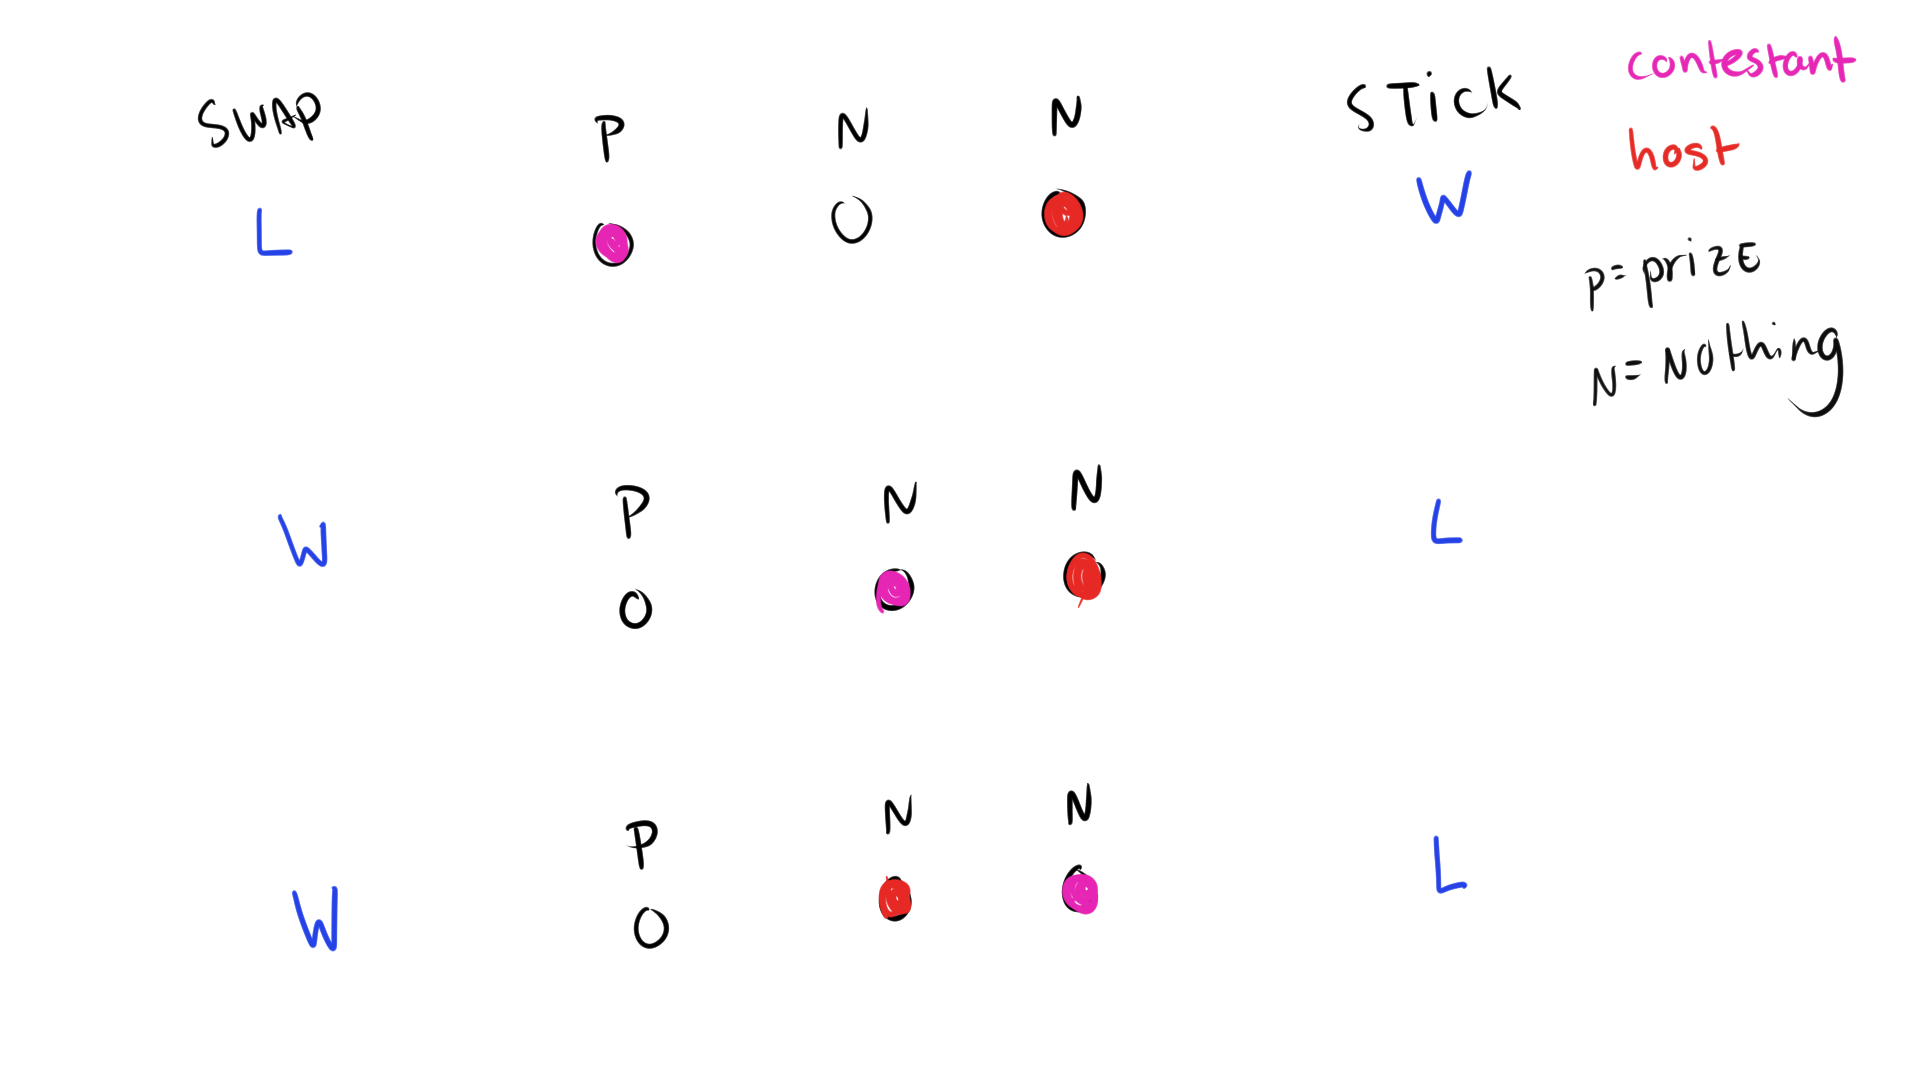 SWAP P N N STiCK contestant
host
L O W
P=prizE
N=NOthing
P N N
W L
O
P N N
W L
O